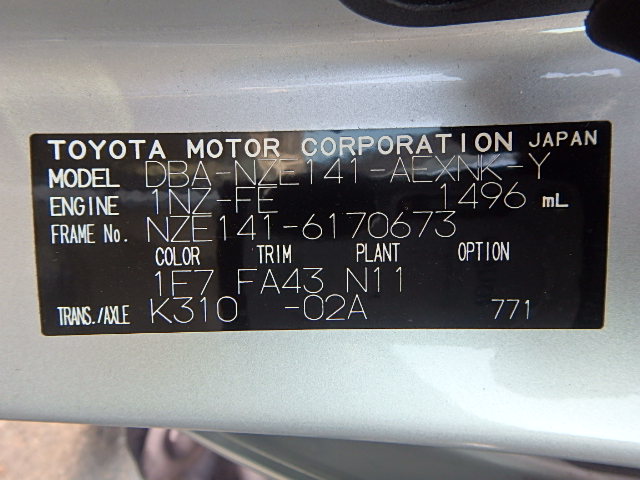 TOYOTA MOTOR CORPORATION JAPAN
MODEL DBA-NZE141-AEXNK-Y
ENGINE 1NZ-FE 1496 mL
FRAME No. NZE141-6170673
COLOR TRIM PLANT OPTION
1F7 FA43 N11
TRANS./AXLE K310 -02A 771